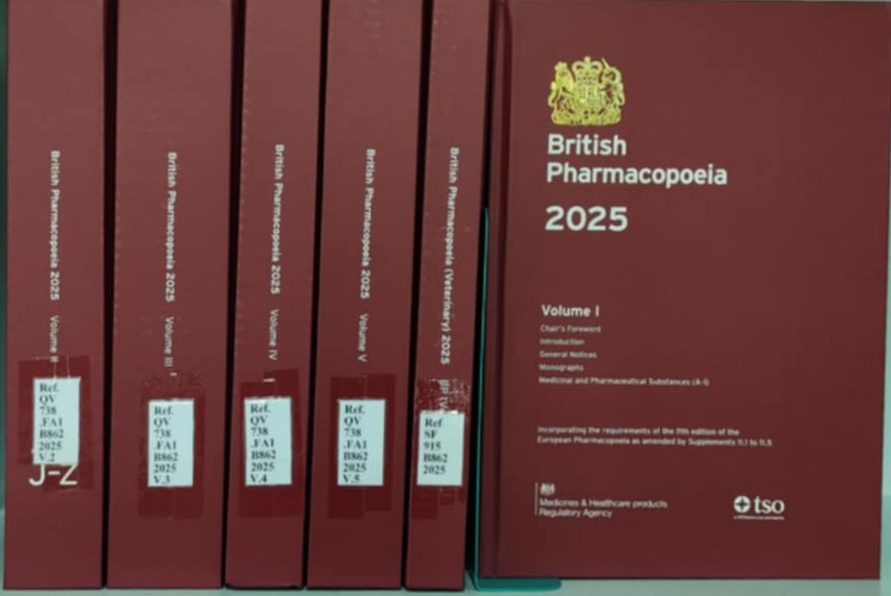 British Pharmacopoeia 2025 Volume II
Ref.
QV
738
.FA1
B862
2025
V.2
J-Z
British Pharmacopoeia 2025 Volume III
Ref.
QV
738
.FA1
B862
2025
V.3
British Pharmacopoeia 2025 Volume IV
Ref.
QV
738
.FA1
B862
2025
V.4
British Pharmacopoeia 2025 Volume V
Ref.
QV
738
.FA1
B862
2025
V.5
British Pharmacopoeia (Veterinary) 2025
Ref
SF
915
B862
2025
British
Pharmacopoeia
2025
Volume I
Chair's Foreword
Introduction
General Notices
Monographs
Medicinal and Pharmaceutical Substances (A-I)
Incorporating the requirements of the 11th edition of the
European Pharmacopoeia as amended by Supplements 11.1 to 11.5
Medicines & Healthcare products
Regulatory Agency
tso